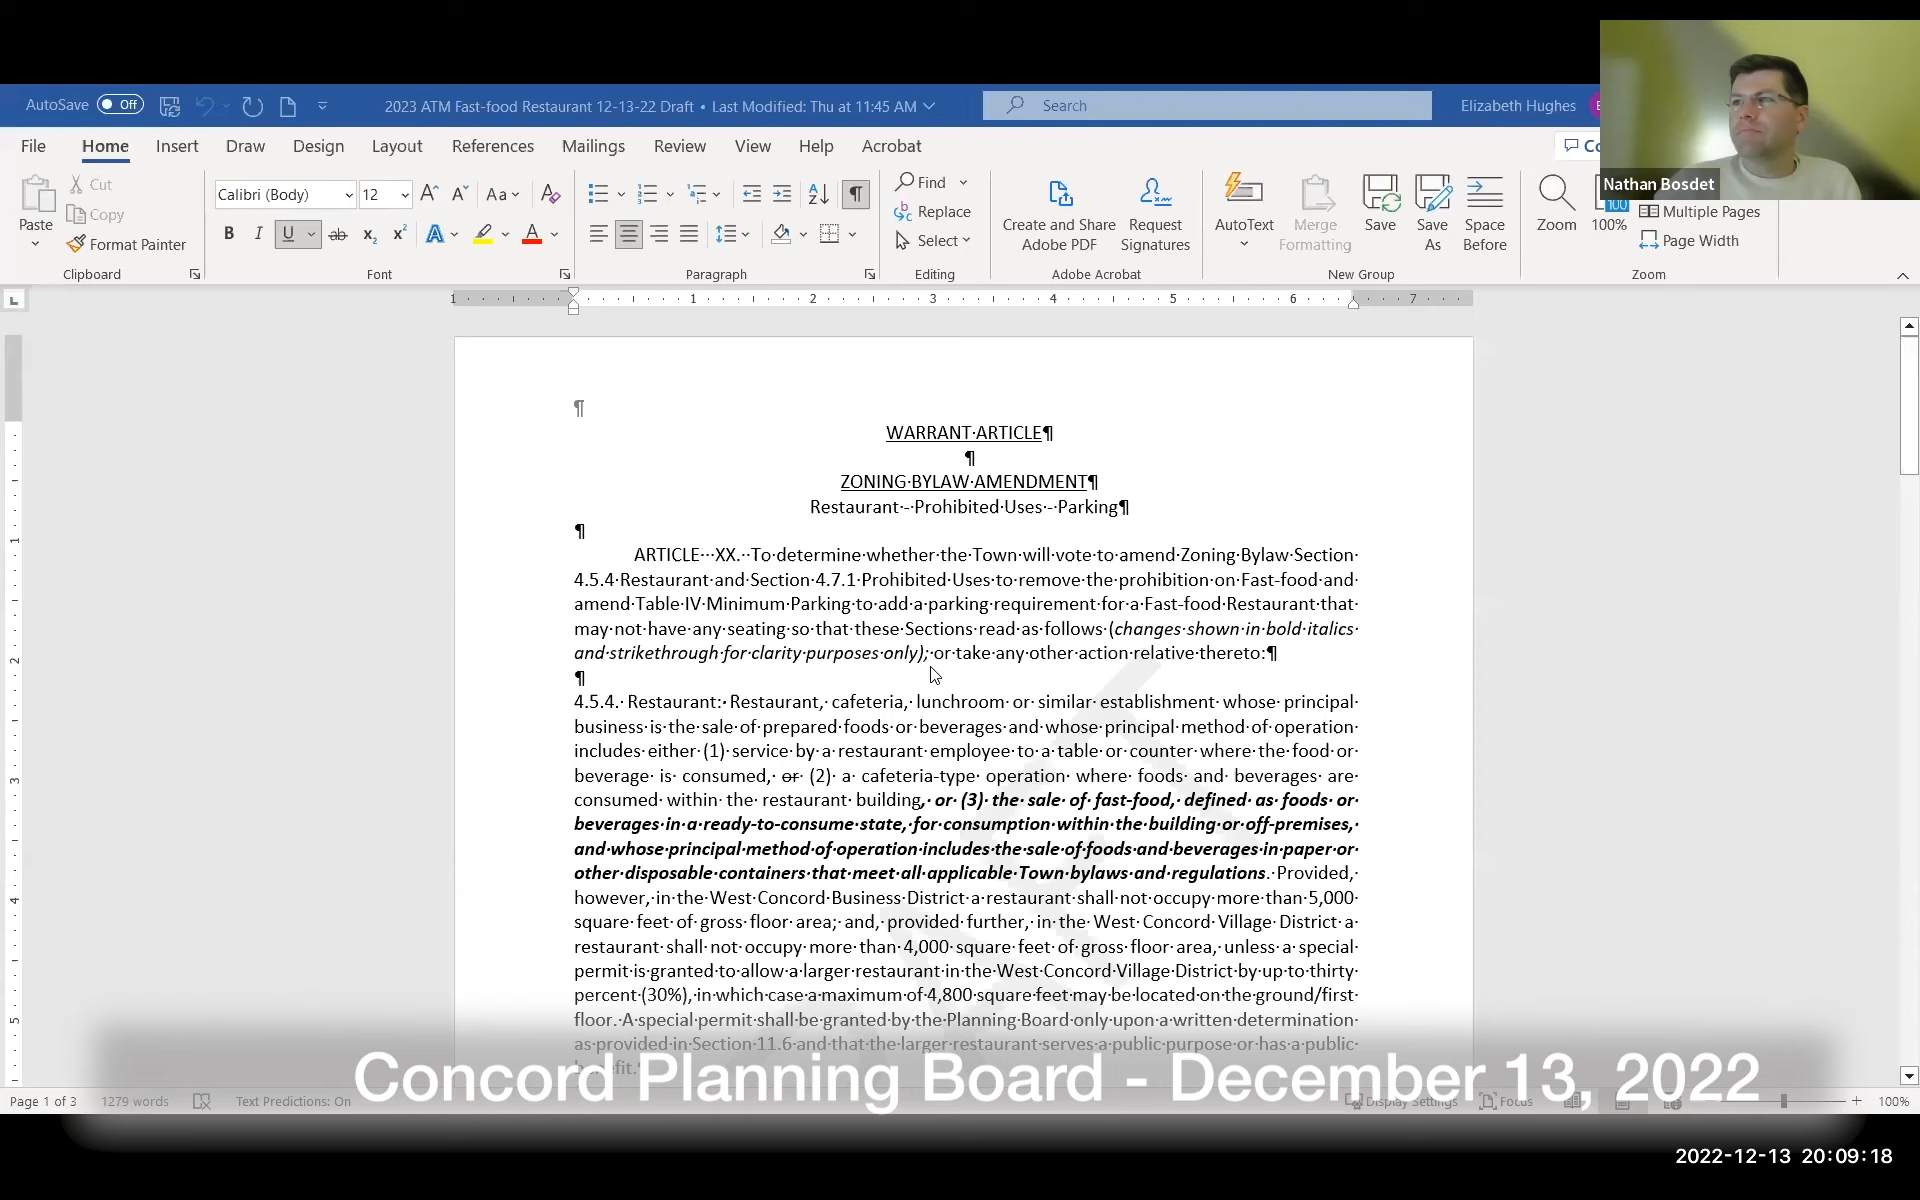 AutoSave Off 2023 ATM Fast-food Restaurant 12-13-22 Draft • Last Modified: Thu at 11:45 AM Search Elizabeth Hughes
File Home Insert Draw Design Layout References Mailings Review View Help Acrobat
Nathan Bosdet
Paste
Cut
Copy
Format Painter
Clipboard
Calibri (Body) 12
Font
Paragraph
Find
Replace
Select
Editing
Create and Share
Adobe PDF
Request
Signatures
Adobe Acrobat
AutoText
Merge
Formatting
Save
Save
As
Space
Before
New Group
Zoom
100%
Multiple Pages
Page Width
Zoom
1 1 2 3 4 5 6 7
¶
WARRANT·ARTICLE¶
¶
ZONING·BYLAW·AMENDMENT¶
Restaurant·-·Prohibited·Uses·-·Parking¶
¶
ARTICLE···XX.··To·determine·whether·the·Town·will·vote·to·amend·Zoning·Bylaw·Section·
4.5.4·Restaurant·and·Section·4.7.1·Prohibited·Uses·to·remove·the·prohibition·on·Fast-food·and·
amend·Table·IV·Minimum·Parking·to·add·a·parking·requirement·for·a·Fast-food·Restaurant·that·
may·not·have·any·seating·so·that·these·Sections·read·as·follows·(changes·shown·in·bold·italics·
and·strikethrough·for·clarity·purposes·only);·or·take·any·other·action·relative·thereto:¶
¶
4.5.4.· Restaurant:· Restaurant,· cafeteria,· lunchroom· or· similar· establishment· whose· principal·
business·is·the·sale·of·prepared·foods·or·beverages·and·whose·principal·method·of·operation·
includes·either·(1)·service·by·a·restaurant·employee·to·a·table·or·counter·where·the·food·or·
beverage· is· consumed,· or· (2)· a· cafeteria-type· operation· where· foods· and· beverages· are·
consumed· within· the· restaurant· building,· or· (3)· the· sale· of· fast-food,· defined· as· foods· or·
beverages·in·a·ready-to-consume·state,·for·consumption·within·the·building·or·off-premises,·
and·whose·principal·method·of·operation·includes·the·sale·of·foods·and·beverages·in·paper·or·
other·disposable·containers·that·meet·all·applicable·Town·bylaws·and·regulations.·Provided,·
however,·in·the·West·Concord·Business·District·a·restaurant·shall·not·occupy·more·than·5,000·
square·feet·of·gross·floor·area;·and,·provided·further,·in·the·West·Concord·Village·District·a·
restaurant·shall·not·occupy·more·than·4,000·square·feet·of·gross·floor·area,·unless·a·special·
permit·is·granted·to·allow·a·larger·restaurant·in·the·West·Concord·Village·District·by·up·to·thirty·
percent·(30%),·in·which·case·a·maximum·of·4,800·square·feet·may·be·located·on·the·ground/first·
floor.·A·special·permit·shall·be·granted·by·the·Planning·Board·only·upon·a·written·determination·
as·provided·in·Section·11.6·and·that·the·larger·restaurant·serves·a·public·purpose·or·has·a·public·
benefit.
Concord Planning Board - December 13, 2022
Page 1 of 3 1279 words Text Predictions: On Display Settings Focus 100%
2022-12-13 20:09:18